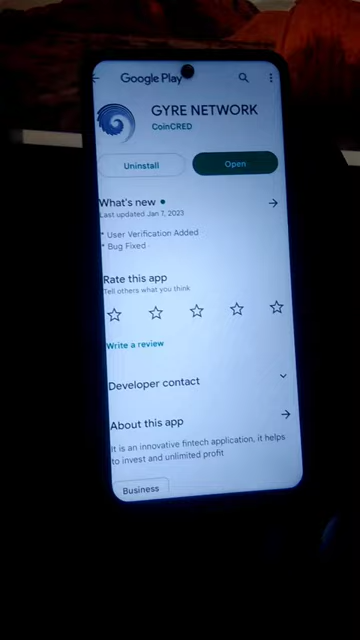 Google Play
GYRE NETWORK
CoinCRED
Uninstall
Open
What's new
Last updated Jan 7, 2023
* User Verification Added
* Bug Fixed
Rate this app
Tell others what you think
Write a review
Developer contact
About this app
It is an innovative fintech application, it helps
to invest and unlimited profit
Business